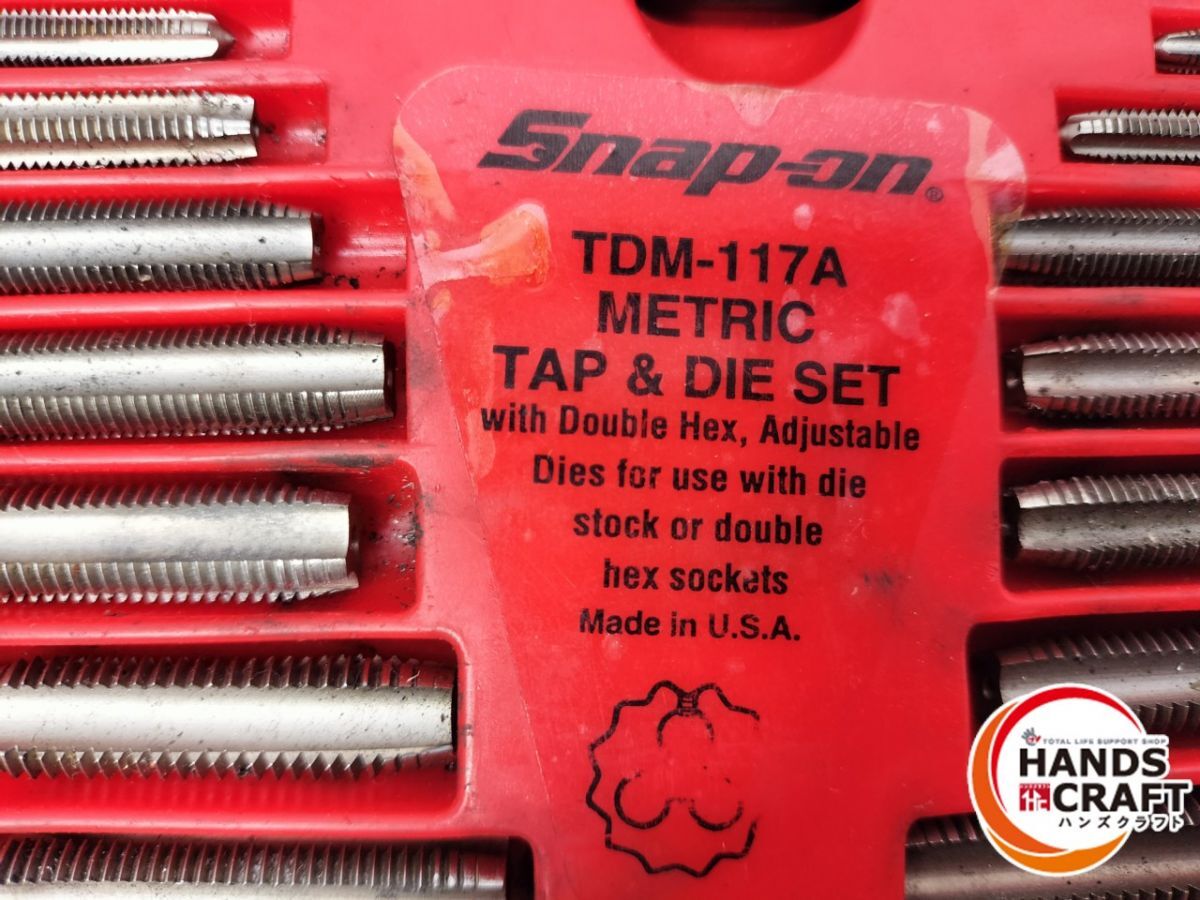 Snap-on®
TDM-117A
METRIC
TAP & DIE SET
with Double Hex, Adjustable
Dies for use with die
stock or double
hex sockets
Made in U.S.A.
TOTAL LIFE SUPPORT SHOP
HANDS
CRAFT
ハンズクラフト